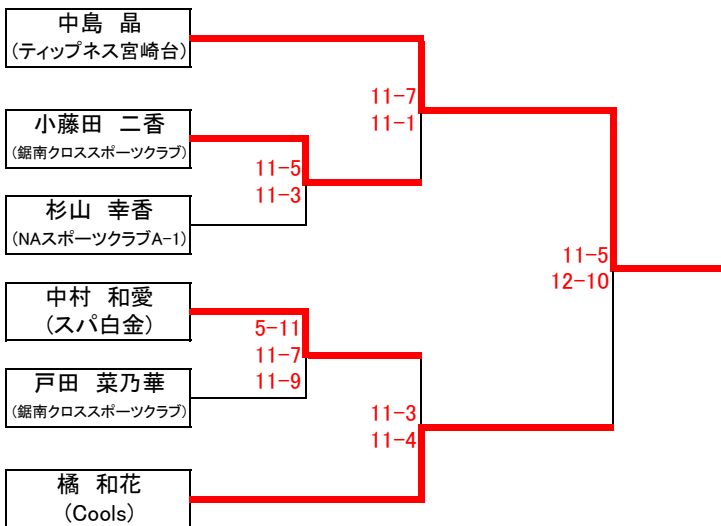 中島　晶
(ティップネス宮崎台)
11-7
11-1
小藤田　二香
(鋸南クロススポーツクラブ)
11-5
11-3
杉山　幸香
(NAスポーツクラブA-1)
11-5
12-10
中村　和愛
(スパ白金)
5-11
11-7
11-9
戸田　菜乃華
(鋸南クロススポーツクラブ)
11-3
11-4
橘　和花
(Cools)